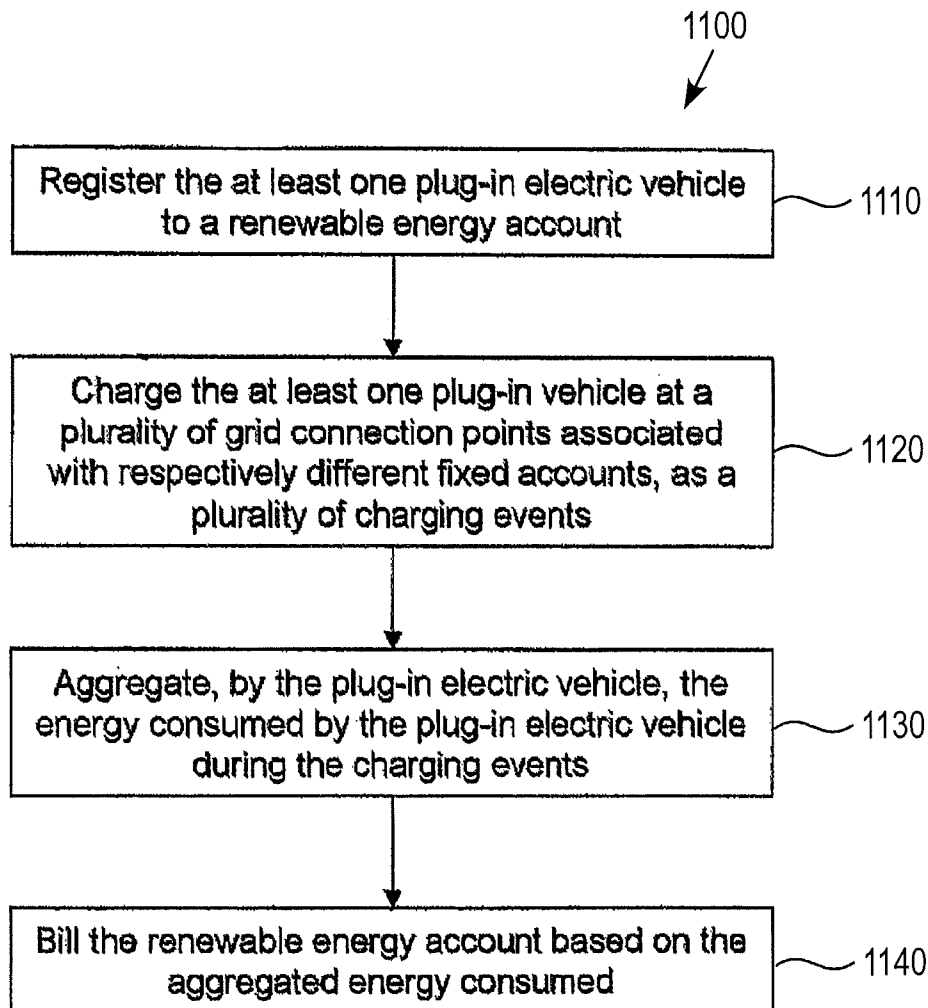 1100
Register the at least one plug-in electric vehicle
to a renewable energy account
1110
Charge the at least one plug-in vehicle at a
plurality of grid connection points associated
with respectively different fixed accounts, as a
plurality of charging events
1120
Aggregate, by the plug-in electric vehicle, the
energy consumed by the plug-in electric vehicle
during the charging events
1130
Bill the renewable energy account based on the
aggregated energy consumed
1140